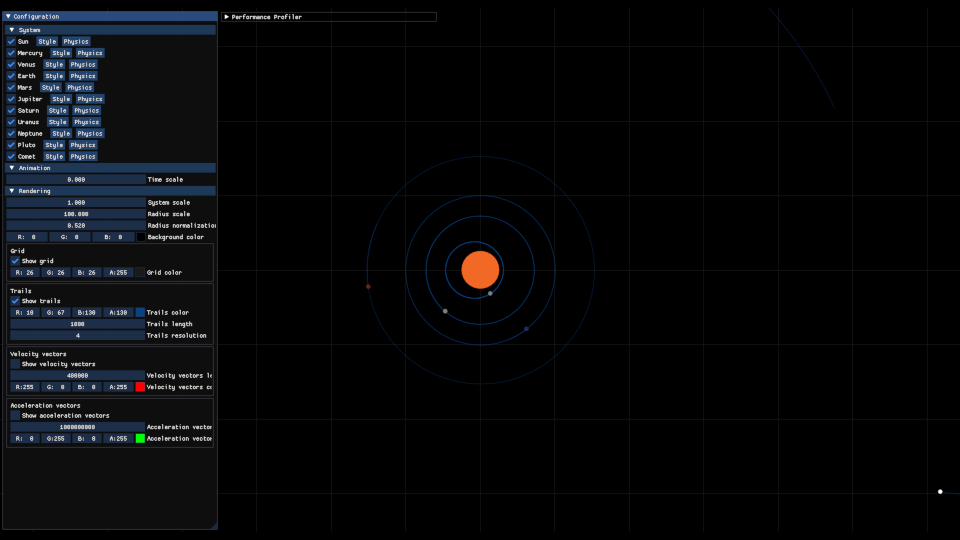 Configuration
Performance Profiler
System
Sun Style Physics
Mercury Style Physics
Venus Style Physics
Earth Style Physics
Mars Style Physics
Jupiter Style Physics
Saturn Style Physics
Uranus Style Physics
Neptune Style Physics
Pluto Style Physics
Comet Style Physics
Animation
0.000 Time scale
Rendering
1.000 System scale
100.000 Radius scale
0.520 Radius normalizatio
R: 0 G: 0 B: 0 Background color
Grid
Show grid
R: 26 G: 26 B: 26 A:255 Grid color
Trails
Show trails
R: 10 G: 67 B:130 A:130 Trails color
1000 Trails length
4 Trails resolution
Velocity vectors
Show velocity vectors
400000 Velocity vectors le
R:255 G: 0 B: 0 A:255 Velocity vectors co
Acceleration vectors
Show acceleration vectors
1000000000 Acceleration vector
R: 0 G:255 B: 0 A:255 Acceleration vector